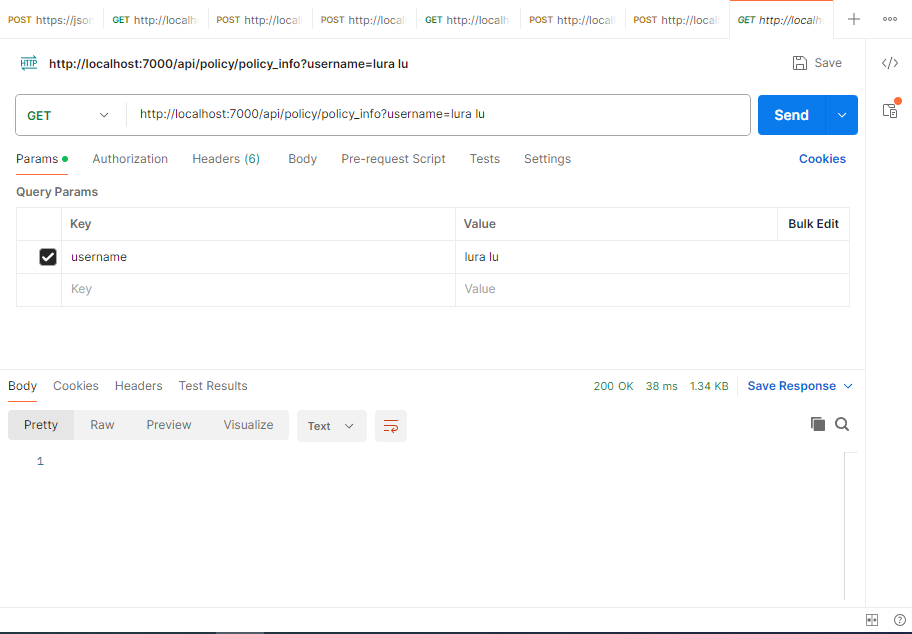 POST https://json GET http://localh POST http://local POST http://local GET http://localh POST http://local POST http://local GET http://localh
HTTP http://localhost:7000/api/policy/policy_info?username=lura lu Save
GET http://localhost:7000/api/policy/policy_info?username=lura lu Send
Params Authorization Headers (6) Body Pre-request Script Tests Settings Cookies
Query Params
Key Value Bulk Edit
username lura lu
Key Value
Body Cookies Headers Test Results 200 OK 38 ms 1.34 KB Save Response
Pretty Raw Preview Visualize Text
1